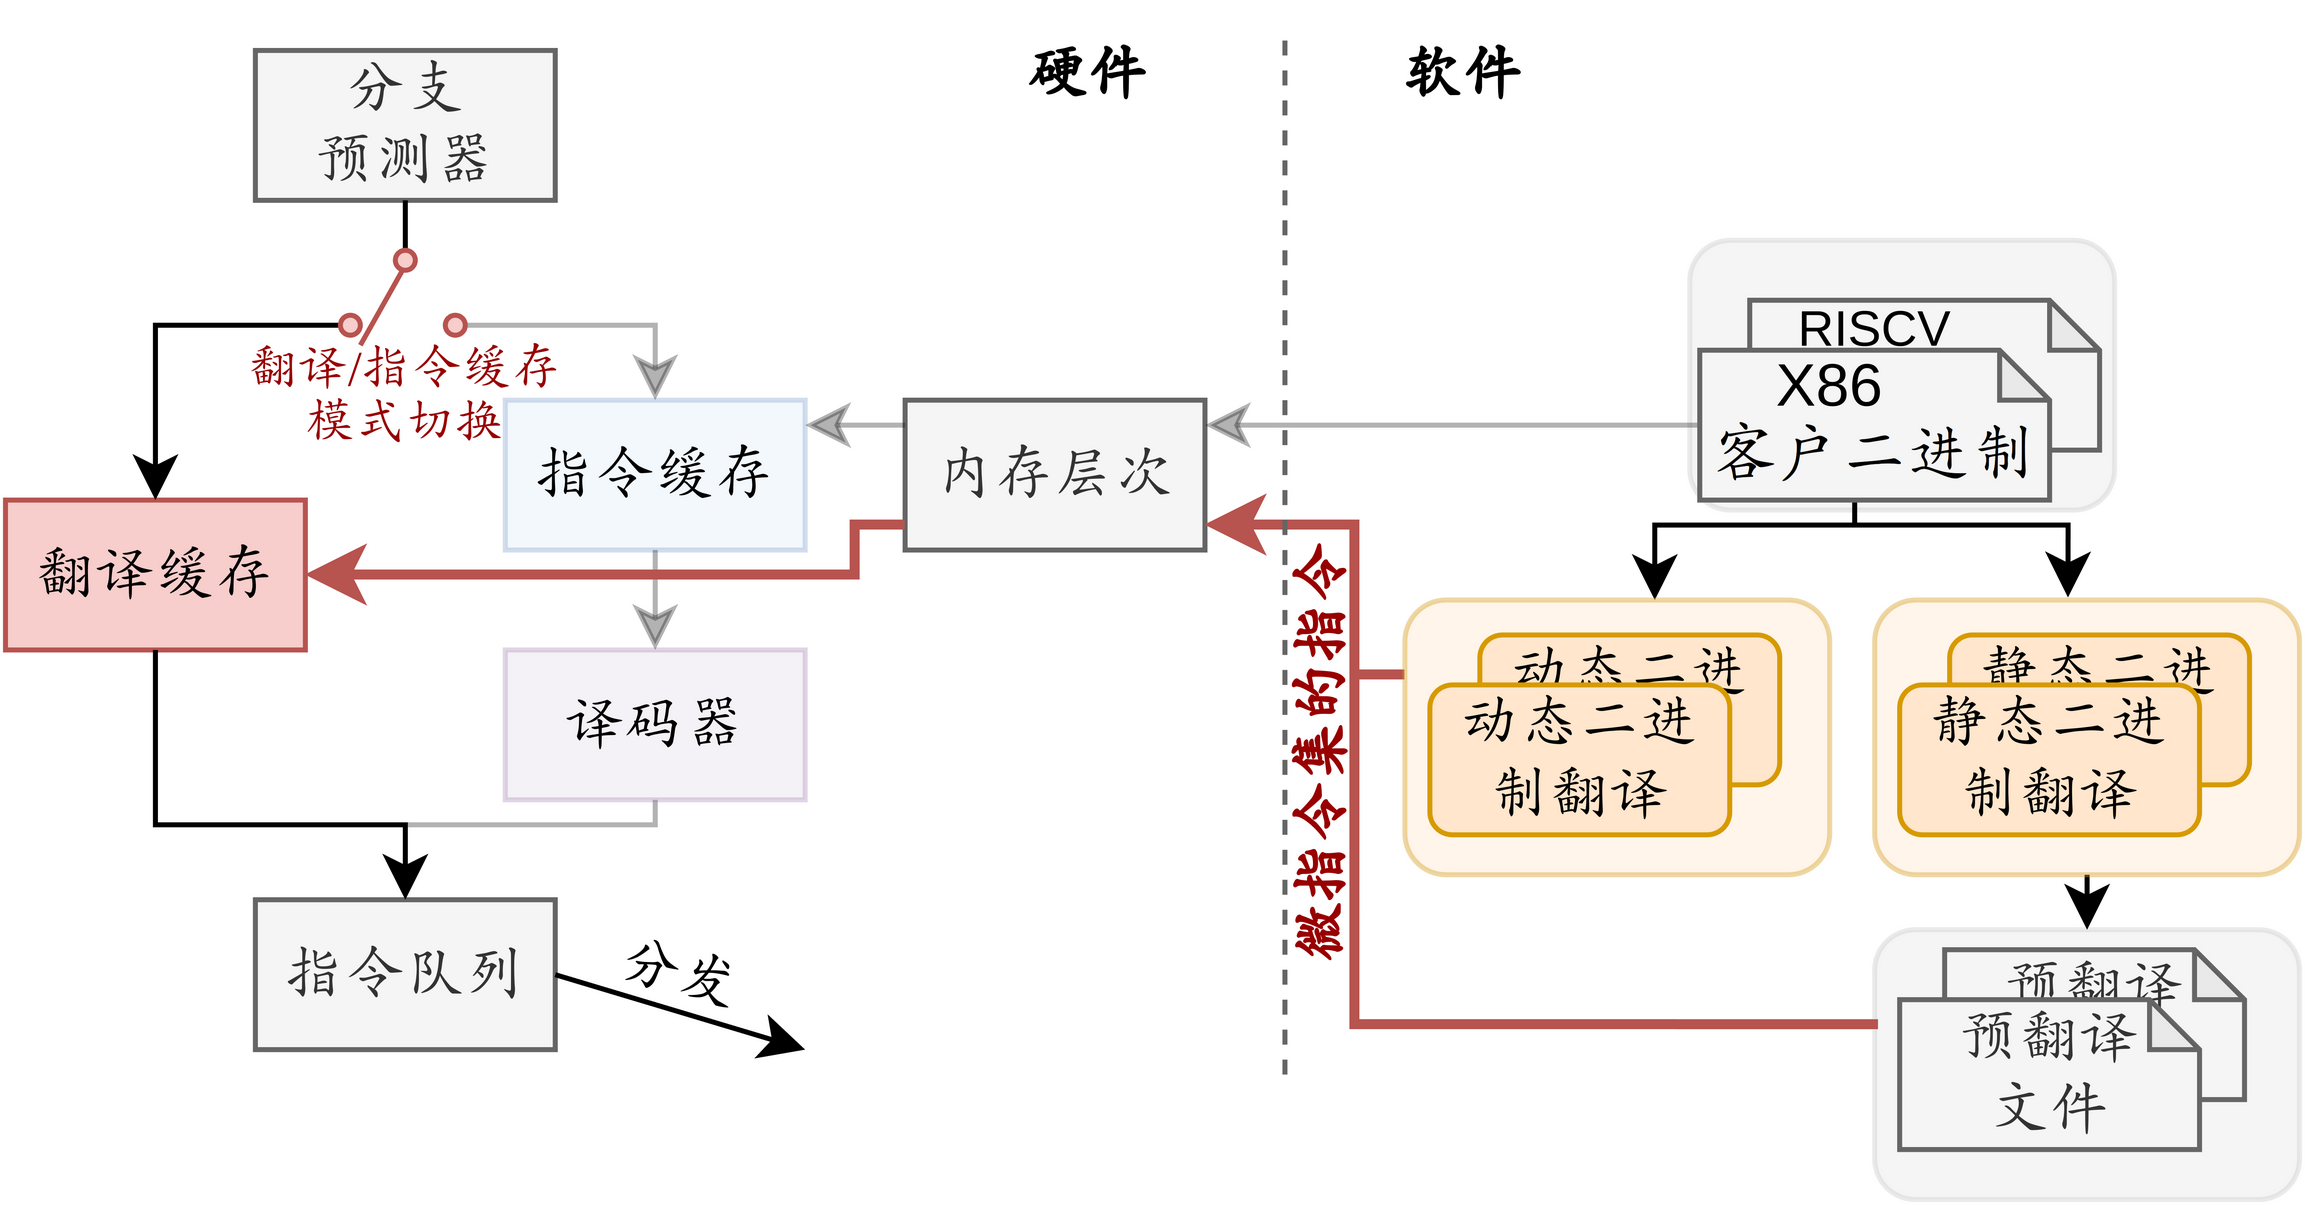 硬件
软件
分支
预测器
翻译/指令缓存
模式切换
指令缓存
内存层次
翻译缓存
译码器
指令队列
分发
微指令集的指令
RISCV
X86
客户二进制
动态二进
动态二进
制翻译
静态二进
静态二进
制翻译
预翻译
预翻译
文件